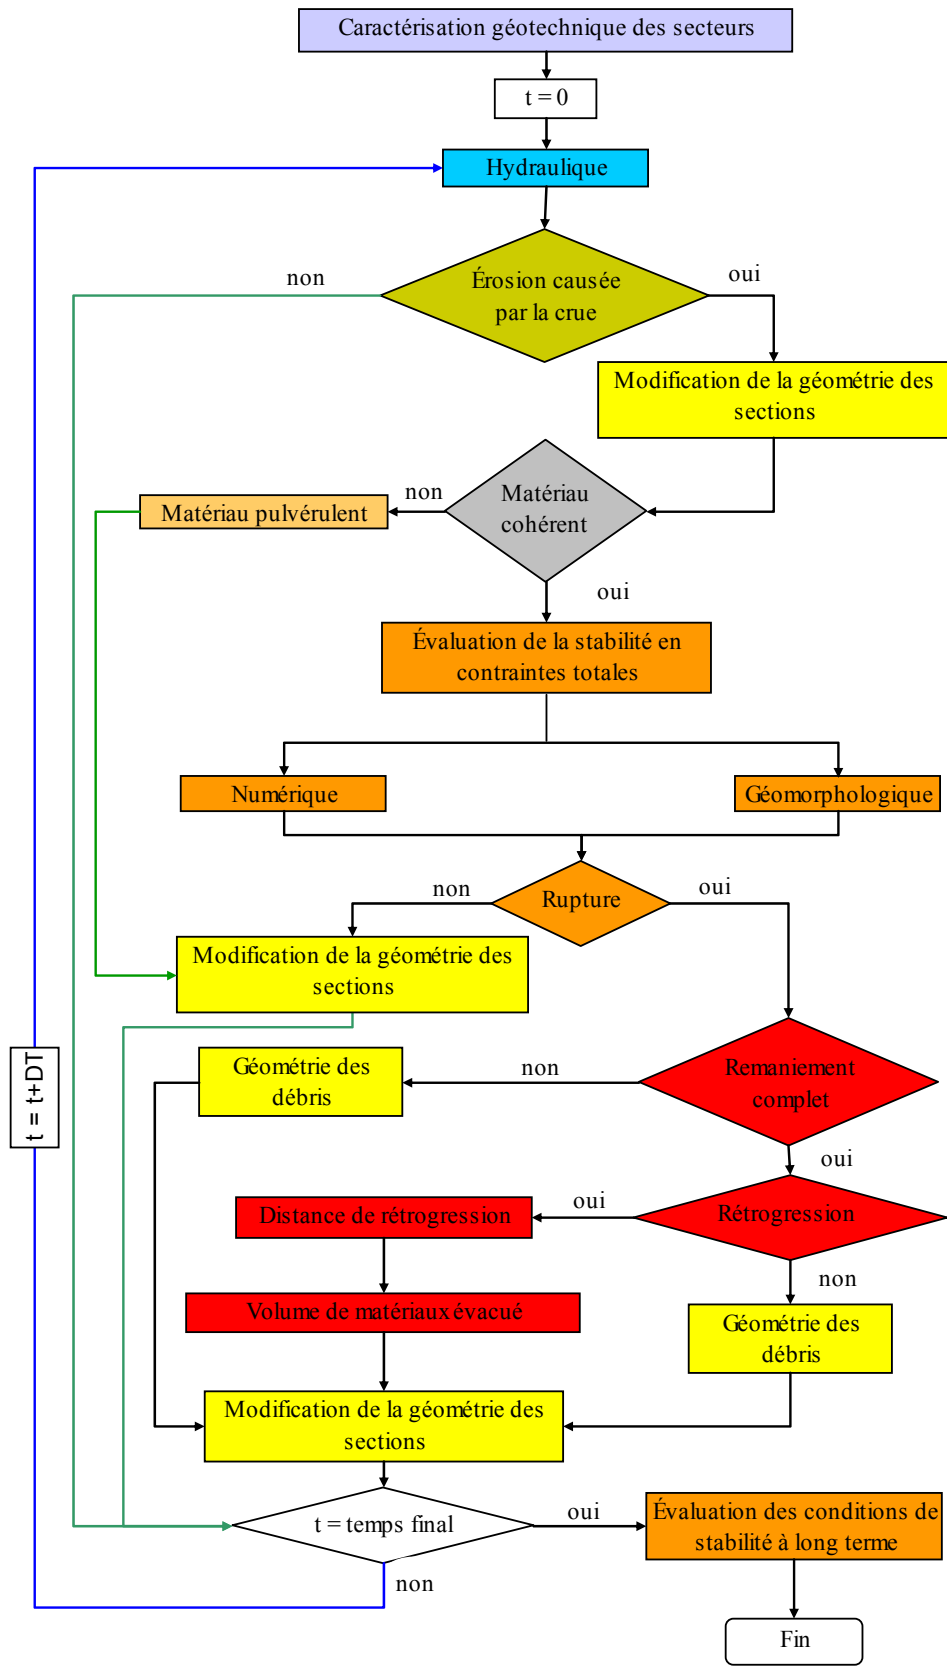 Caractérisation géotechnique des secteurs
t = 0
Hydraulique
non
Érosion causée
par la crue
oui
Modification de la géométrie des
sections
Matériau pulvérulent
non
Matériau
cohérent
oui
Évaluation de la stabilité en
contraintes totales
Numérique
Géomorphologique
non
Rupture
oui
Modification de la géométrie des
sections
t = t+DT
Géométrie des
débris
non
Remaniement
complet
oui
Distance de rétrogression
oui
Rétrogression
non
Volume de matériaux évacué
Géométrie des
débris
Modification de la géométrie des
sections
t = temps final
oui
Évaluation des conditions de
stabilité à long terme
non
Fin